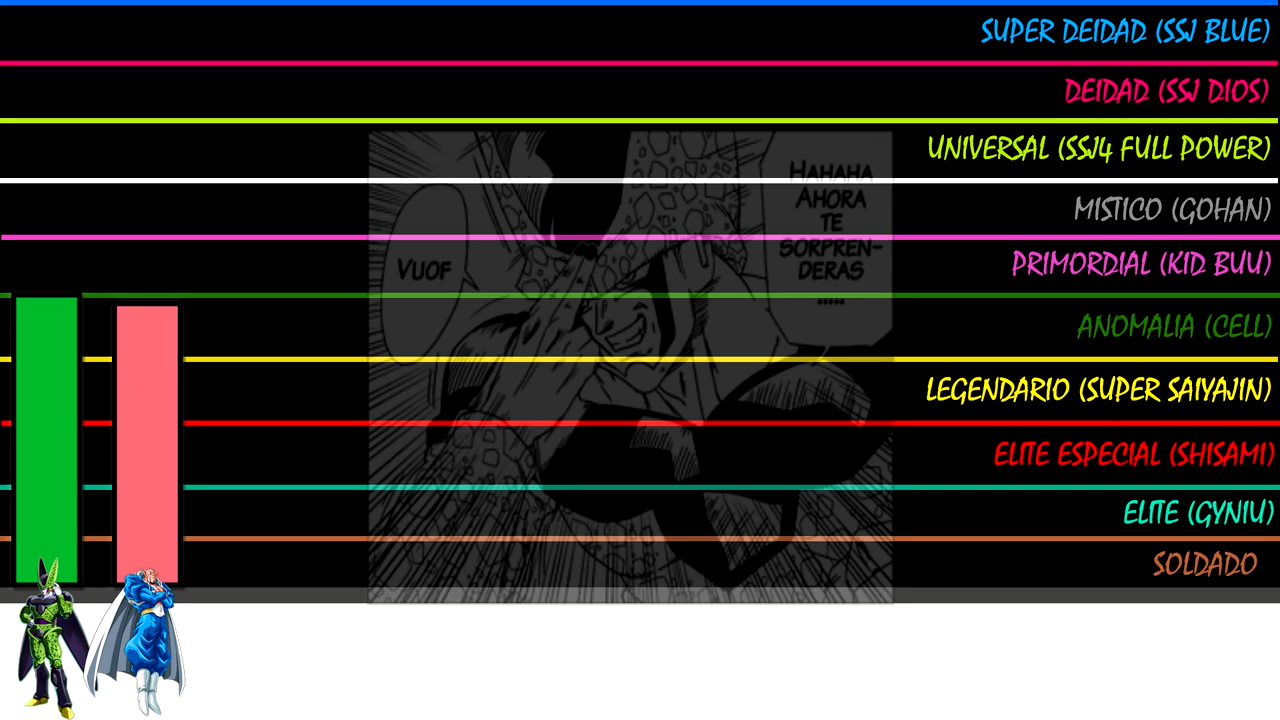 SUPER DEIDAD (SSJ BLUE)
DEIDAD (SSJ DIOS)
UNIVERSAL (SSJ4 FULL POWER)
MISTICO (GOHAN)
PRIMORDIAL (KID BUU)
ANOMALIA (CELL)
LEGENDARIO (SUPER SAIYAJIN)
ELITE ESPECIAL (SHISAMI)
ELITE (GYNIU)
SOLDADO
VUOF
HAHAHA
AHORA
TE
SORPREN-
DERAS
.....